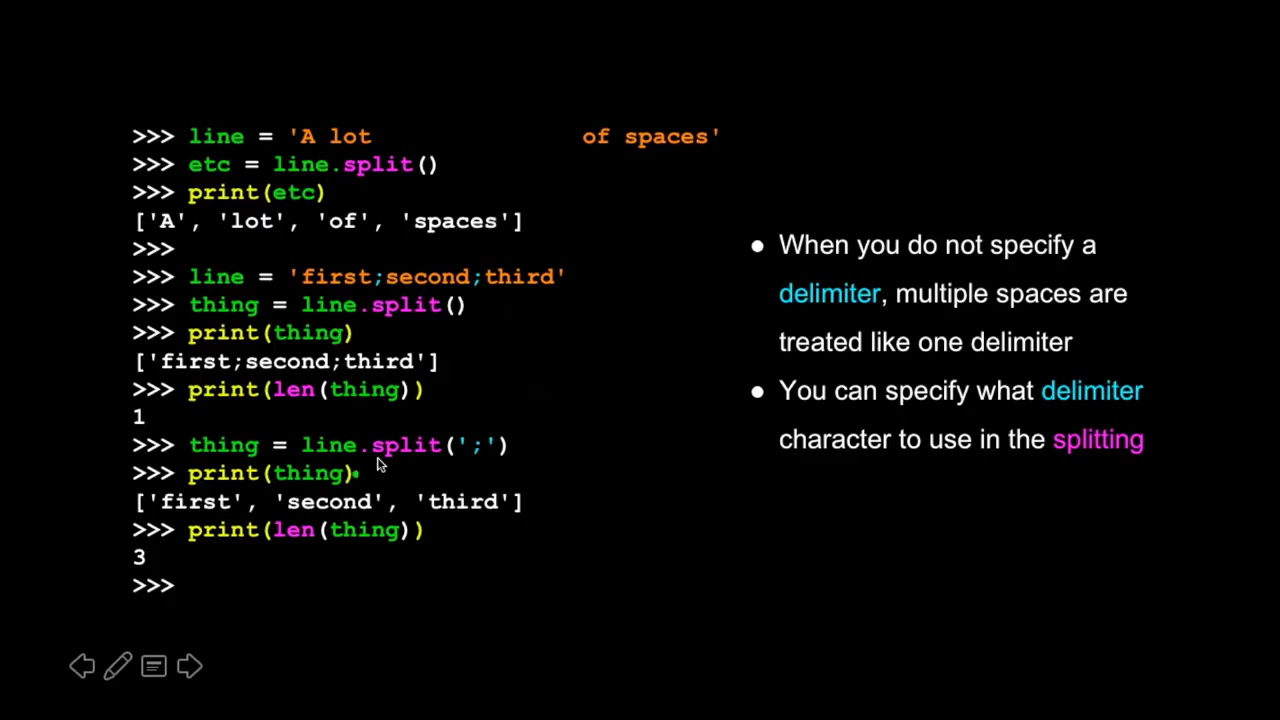 >>> line = 'A lot               of spaces'
>>> etc = line.split()
>>> print(etc)
['A', 'lot', 'of', 'spaces']
>>>
>>> line = 'first;second;third'
>>> thing = line.split()
>>> print(thing)
['first;second;third']
>>> print(len(thing))
1
>>> thing = line.split(';')
>>> print(thing)
['first', 'second', 'third']
>>> print(len(thing))
3
>>>
● When you do not specify a
delimiter, multiple spaces are
treated like one delimiter
● You can specify what delimiter
character to use in the splitting